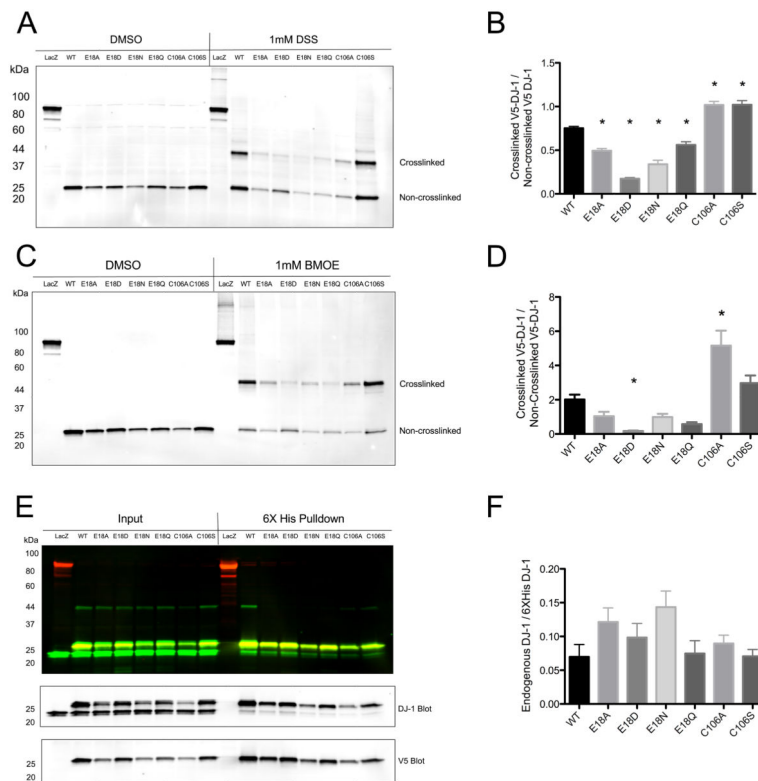 A
DMSO 1mM DSS
LacZ WT E18A E18D E18N E18Q C106A C106S LacZ WT E18A E18D E18N E18Q C106A C106S
kDa
100
80
60
44
37
25
20
Crosslinked
Non-crosslinked
B
Crosslinked V5-DJ-1 /
Non-crosslinked V5 DJ-1
1.5
1.0
0.5
0.0
* * * * * *
WT E18A E18D E18N E18Q C106A C106S
C
DMSO 1mM BMOE
LacZ WT E18A E18D E18N E18Q C106A C106S LacZ WT E18A E18D E18N E18Q C106A C106S
kDa
100
80
60
44
37
25
20
Crosslinked
Non-crosslinked
D
Crosslinked V5-DJ-1 /
Non-Crosslinked V5-DJ-1
8
6
4
2
0
* *
WT E18A E18D E18N E18Q C106A C106S
E
Input 6X His Pulldown
LacZ WT E18A E18D E18N E18Q C106A C106S LacZ WT E18A E18D E18N E18Q C106A C106S
kDa
100
80
60
44
37
25
20
25
20
DJ-1 Blot
25
20
V5 Blot
F
Endogenous DJ-1 / 6XHis DJ-1
0.20
0.15
0.10
0.05
0.00
WT E18A E18D E18N E18Q C106A C106S